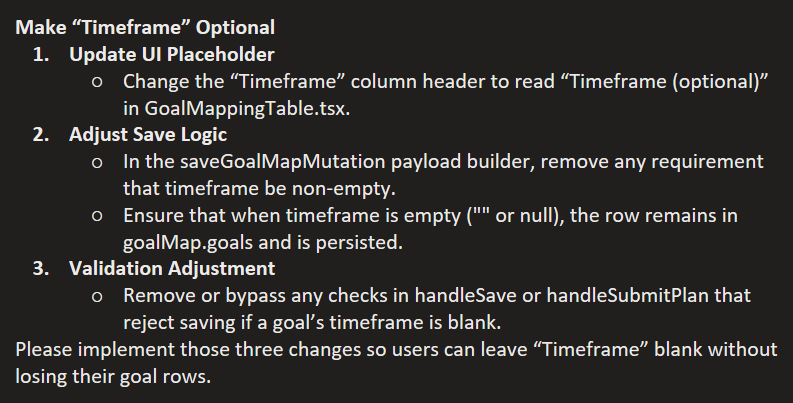 Make “Timeframe” Optional
1. Update UI Placeholder
○ Change the “Timeframe” column header to read “Timeframe (optional)”
in GoalMappingTable.tsx.
2. Adjust Save Logic
○ In the saveGoalMapMutation payload builder, remove any requirement
that timeframe be non-empty.
○ Ensure that when timeframe is empty ("" or null), the row remains in
goalMap.goals and is persisted.
3. Validation Adjustment
○ Remove or bypass any checks in handleSave or handleSubmitPlan that
reject saving if a goal’s timeframe is blank.
Please implement those three changes so users can leave “Timeframe” blank without
losing their goal rows.